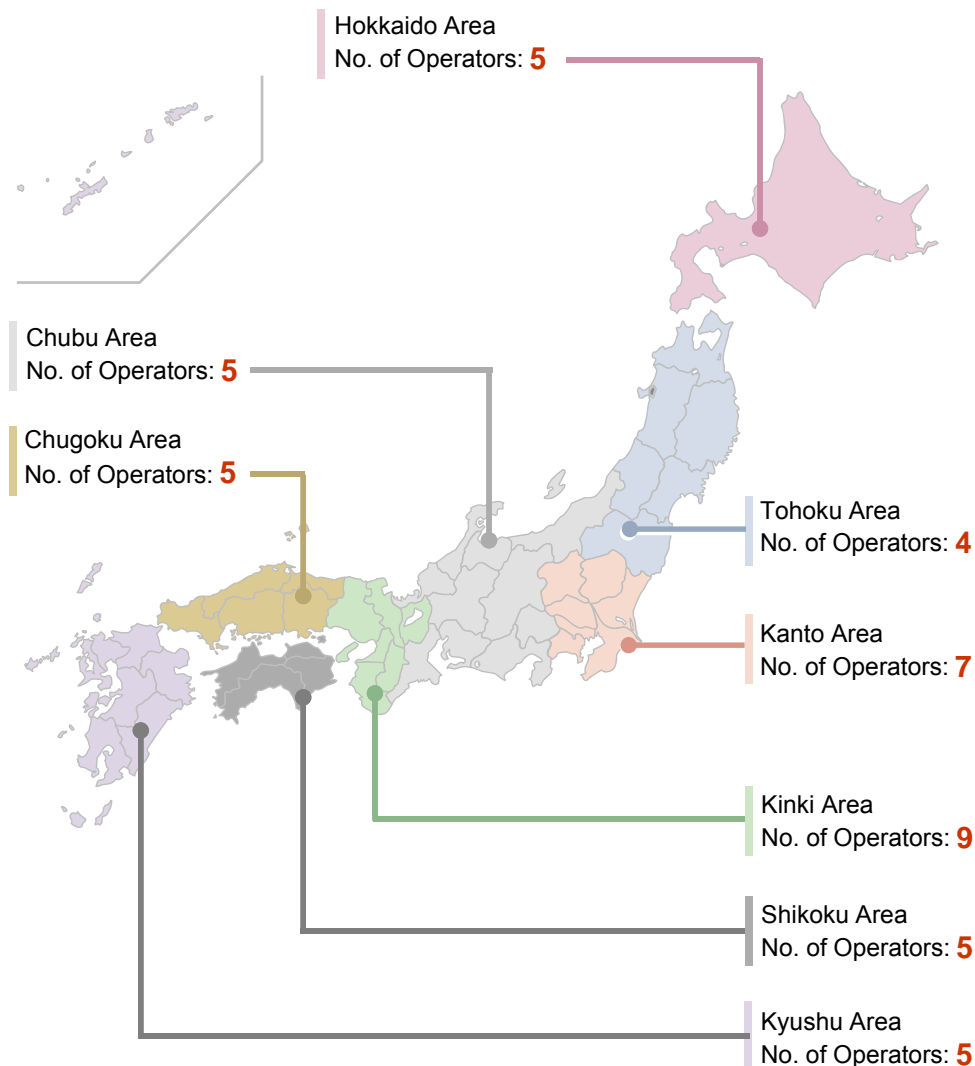 Hokkaido Area
No. of Operators: 5
Chubu Area
No. of Operators: 5
Chugoku Area
No. of Operators: 5
Tohoku Area
No. of Operators: 4
Kanto Area
No. of Operators: 7
Kinki Area
No. of Operators: 9
Shikoku Area
No. of Operators: 5
Kyushu Area
No. of Operators: 5